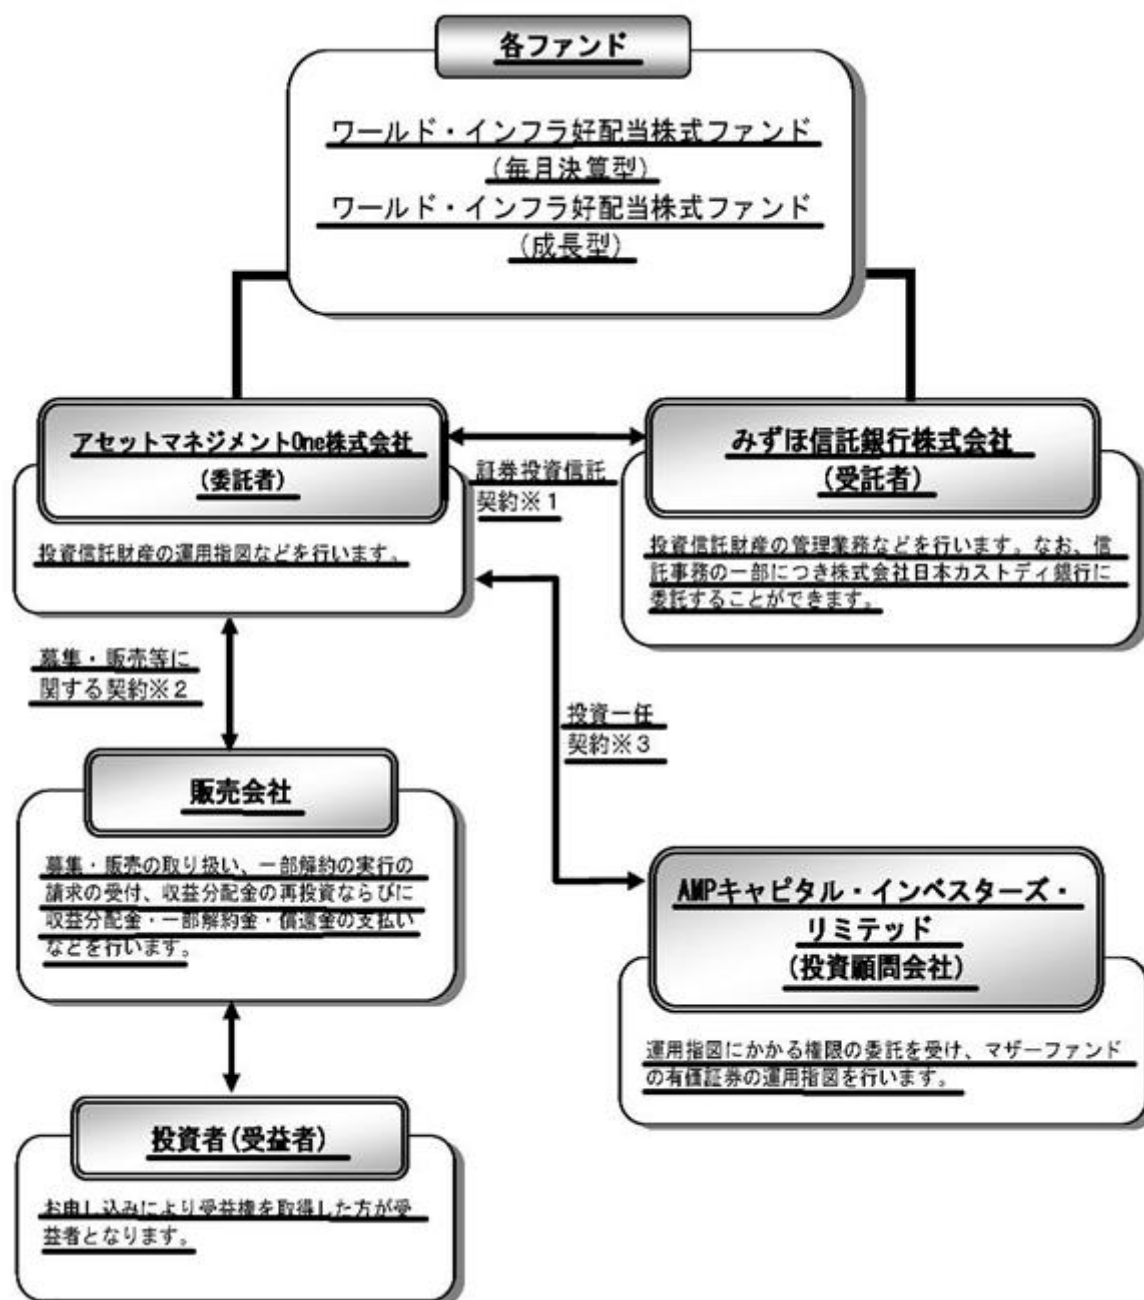 各ファンド
ワールド・インフラ好配当株式ファンド
(毎月決算型)
ワールド・インフラ好配当株式ファンド
(成長型)
アセットマネジメントOne株式会社
(委託者)
投資信託財産の運用指図などを行います。
証券投資信託
契約※1
みずほ信託銀行株式会社
(受託者)
投資信託財産の管理業務などを行います。なお、信
託事務の一部につき株式会社日本カストディ銀行に
委託することができます。
募集・販売等に
関する契約※2
投資一任
契約※3
販売会社
募集・販売の取り扱い、一部解約の実行の
請求の受付、収益分配金の再投資ならびに
収益分配金・一部解約金・償還金の支払い
などを行います。
AMPキャピタル・インベスターズ・
リミテッド
(投資顧問会社)
運用指図にかかる権限の委託を受け、マザーファンド
の有価証券の運用指図を行います。
投資者(受益者)
お申し込みにより受益権を取得した方が受
益者となります。